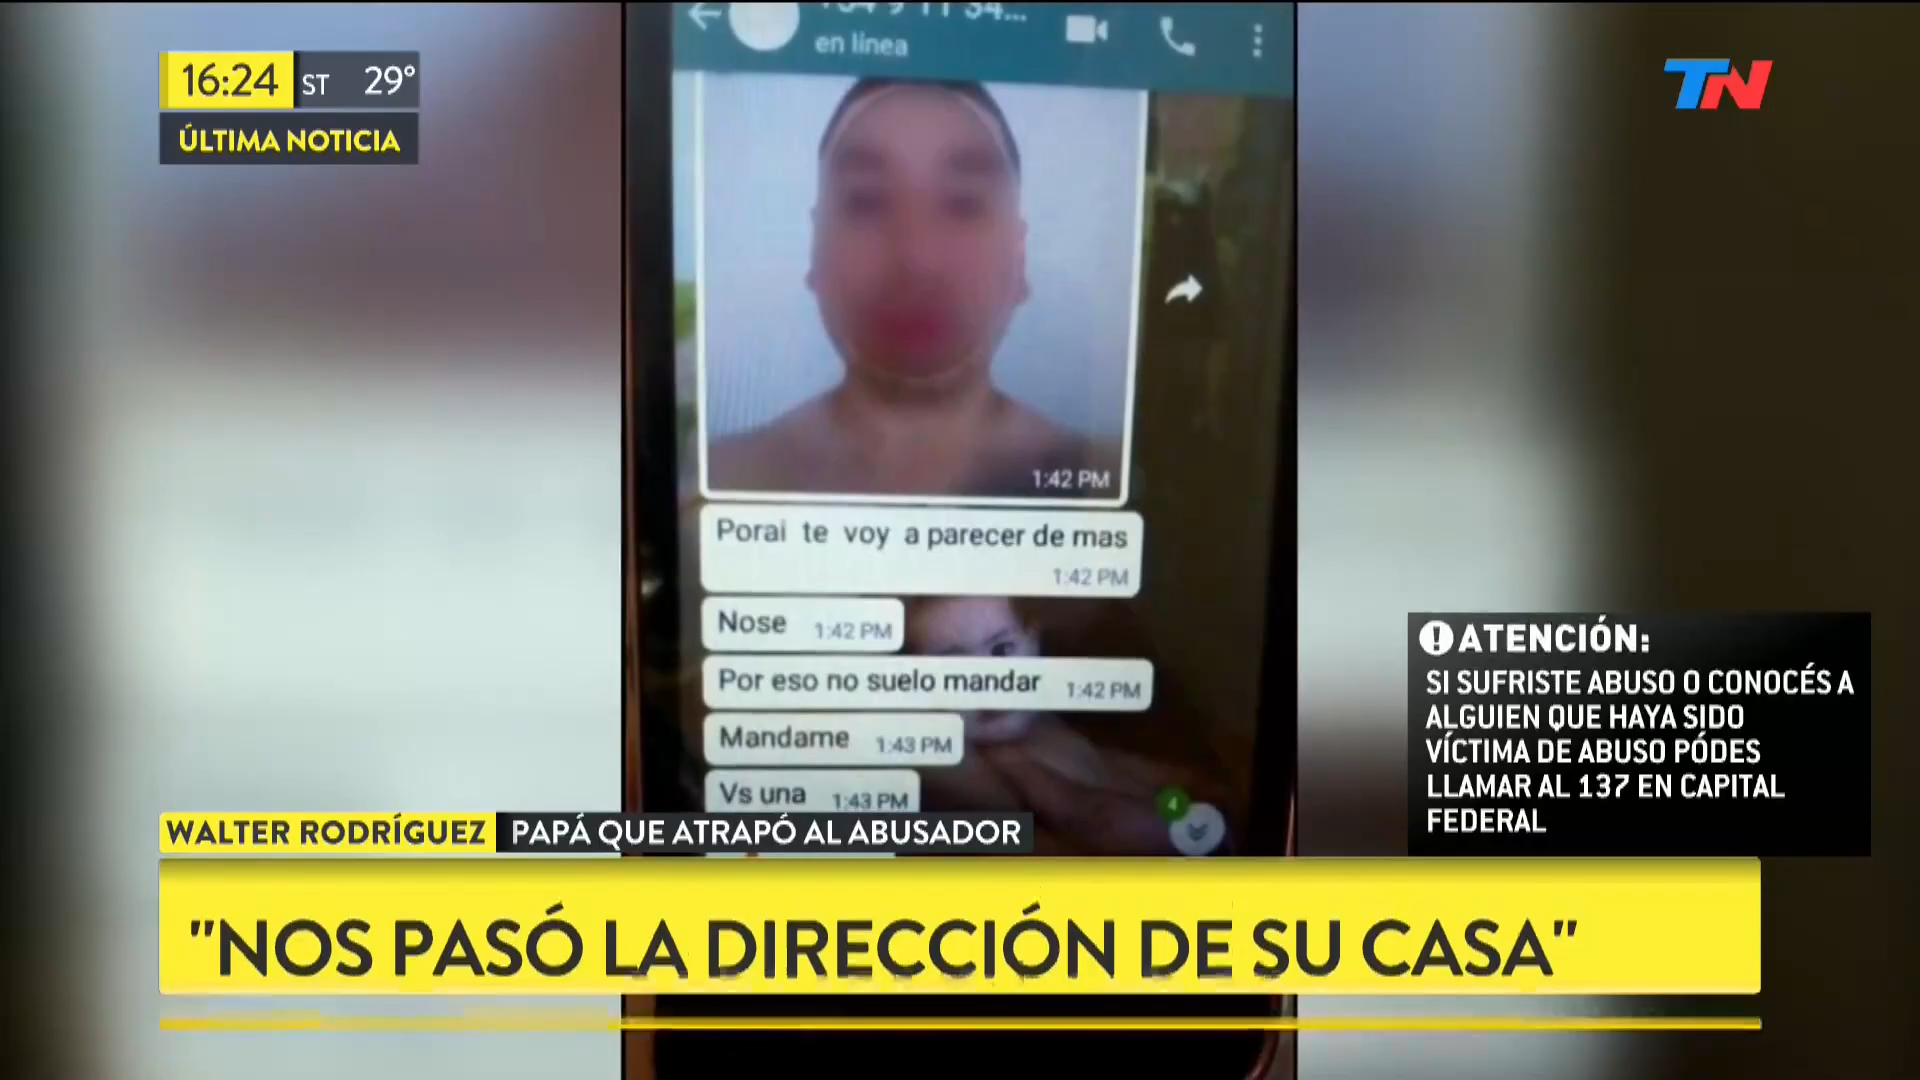 16:24 ST 29°
ÚLTIMA NOTICIA
TN
en línea
1:42 PM
Porai te voy a parecer de mas
1:42 PM
Nose 1:42 PM
Por eso no suelo mandar 1:42 PM
Mandame 1:43 PM
Vs una 1:43 PM
4
ATENCIÓN:
SI SUFRISTE ABUSO O CONOCÉS A
ALGUIEN QUE HAYA SIDO
VÍCTIMA DE ABUSO PÓDES
LLAMAR AL 137 EN CAPITAL
FEDERAL
WALTER RODRÍGUEZ PAPÁ QUE ATRAPÓ AL ABUSADOR
"NOS PASÓ LA DIRECCIÓN DE SU CASA"